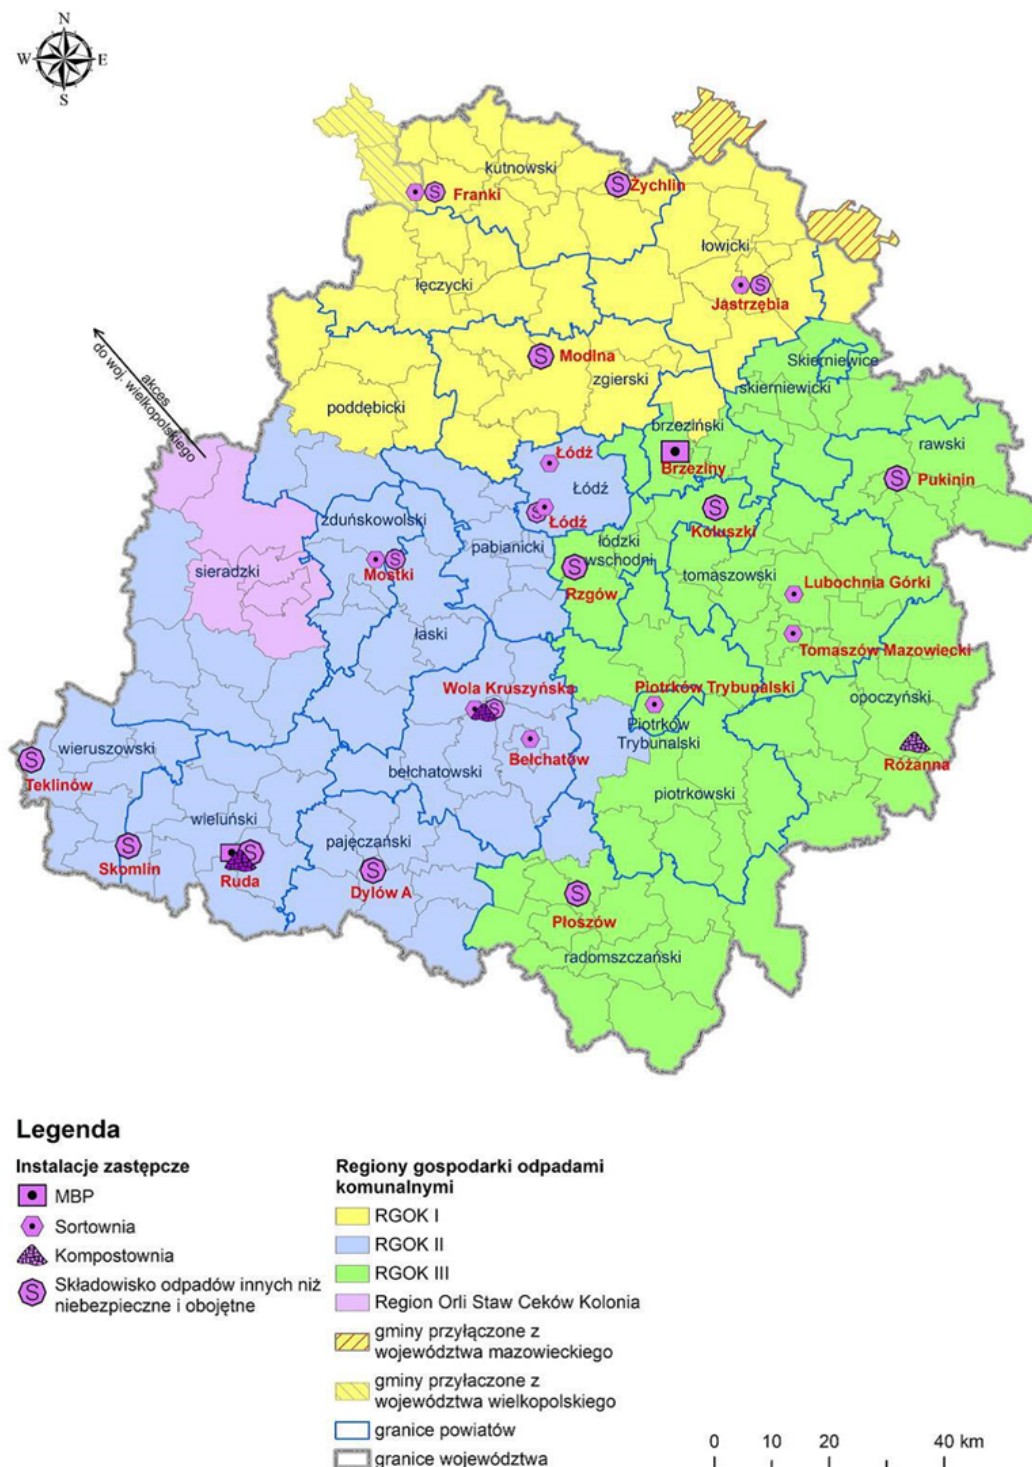 N
W E
S
kutnowski
Żychlin
Franki
łowicki
łęczycki
Jastrzębia
akces
do woj. wielkopolskiego
Modlna
zgierski
Skierniewice
skierniewicki
poddębicki
brzeziński
rawski
Łódź
Brzeziny
Łódź
Pukinin
zduńskowolski
Łódź
Koluszki
pabianicki
łódzki
wschodni
sieradzki
Mostki
tomaszowski
Lubochnia Górki
Rzgów
łaski
Tomaszów Mazowiecki
Wola Kruszyńska
Piotrków Trybunalski
opoczyński
Piotrków
Trybunalski
wieruszowski
Bełchatów
Różanna
bełchatowski
Teklinów
piotrkowski
wieluński
pajęczański
Skomlin
Ruda
Dylów A
Płoszów
radomszczański
Legenda
Instalacje zastępcze
MBP
Sortownia
Kompostownia
Składowisko odpadów innych niż
niebezpieczne i obojętne
Regiony gospodarki odpadami
komunalnymi
RGOK I
RGOK II
RGOK III
Region Orli Staw Ceków Kolonia
gminy przyłączone z
województwa mazowieckiego
gminy przyłaczone z
województwa wielkopolskiego
granice powiatów
granice województwa
0 10 20 40 km